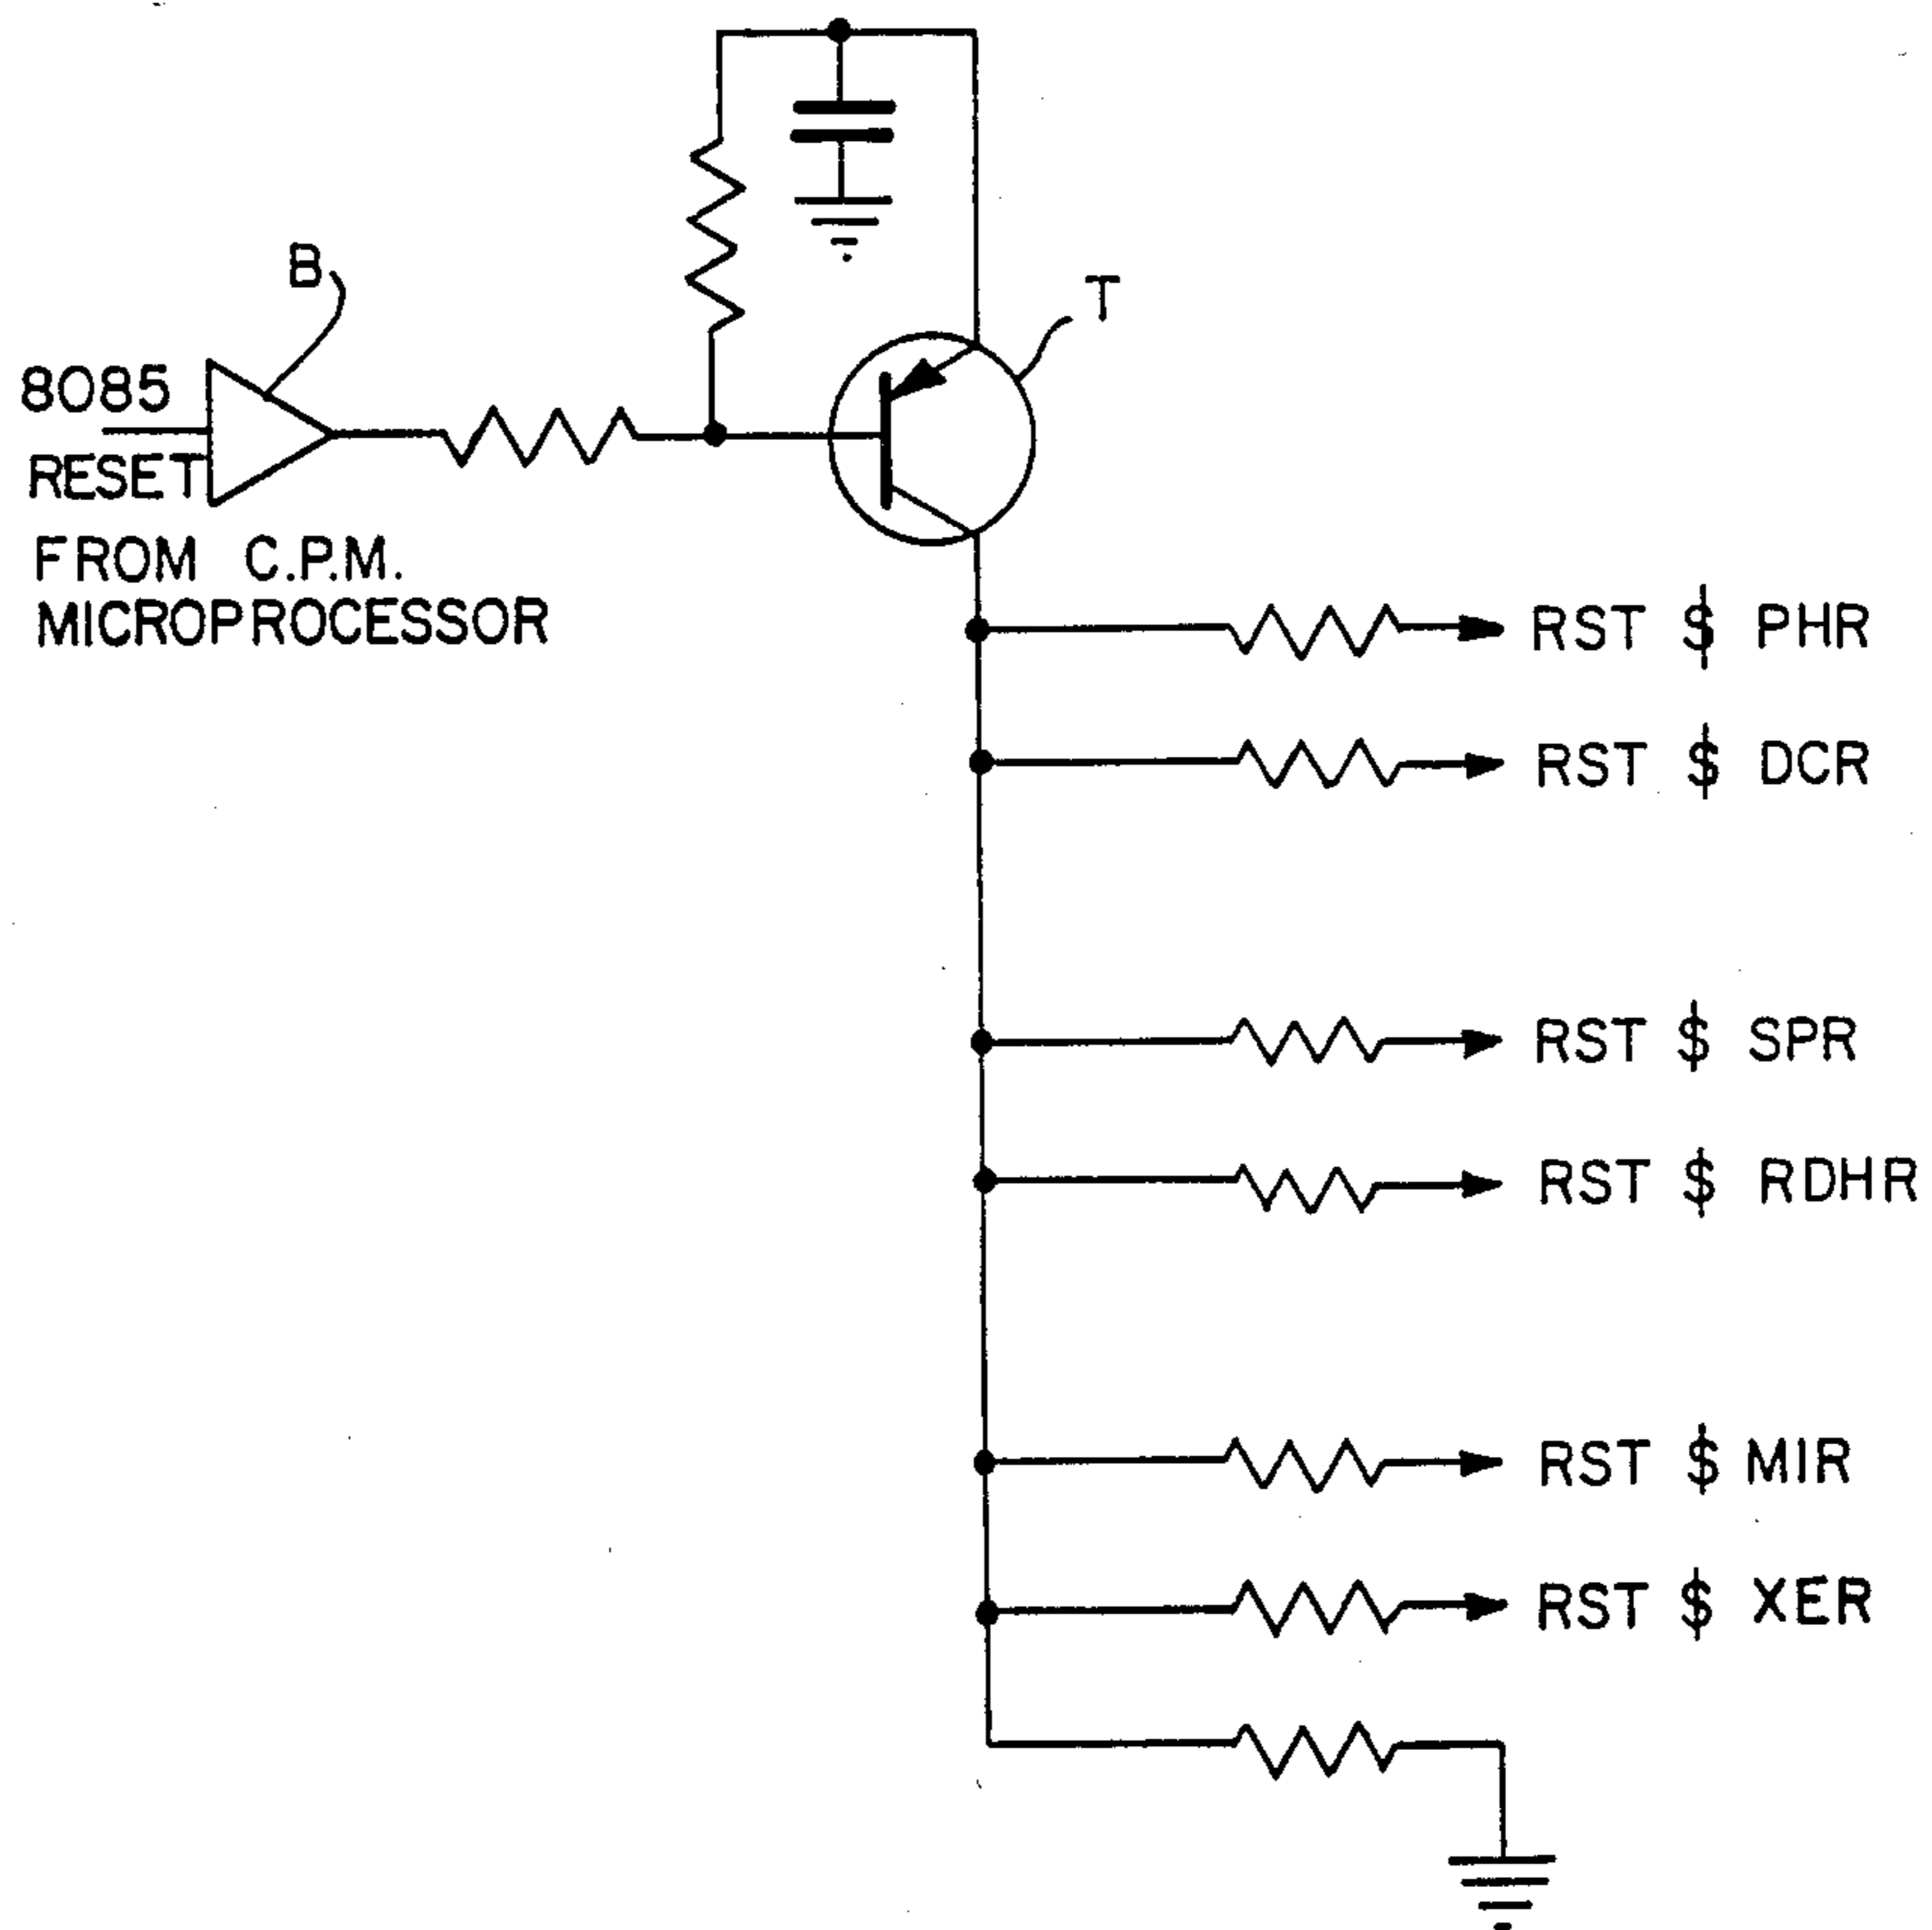 B
T
8085
RESET
FROM C.P.M.
MICROPROCESSOR
RST $ PHR
RST $ DCR
RST $ SPR
RST $ RDHR
RST $ MIR
RST $ XER